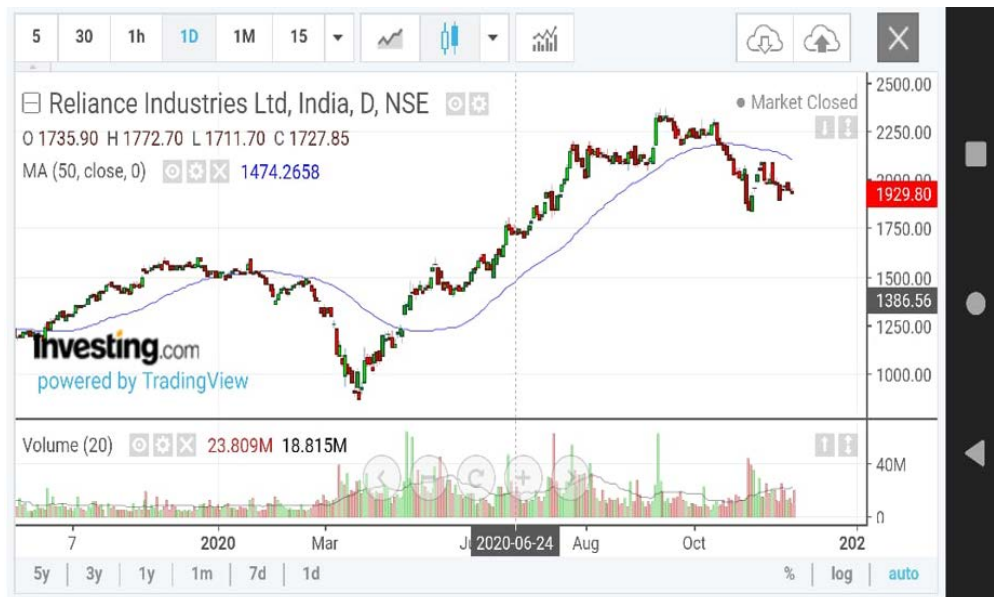 5 30 1h 1D 1M 15
Reliance Industries Ltd, India, D, NSE
Market Closed
O 1735.90 H 1772.70 L 1711.70 C 1727.85
MA (50, close, 0) 1474.2658
2500.00
2250.00
2000.00
1929.80
1750.00
1500.00
1386.56
1250.00
1000.00
Investing.com
powered by TradingView
Volume (20) 23.809M 18.815M
40M
0
7 2020 Mar 2020-06-24 Aug Oct 202
5y 3y 1y 1m 7d 1d % log auto